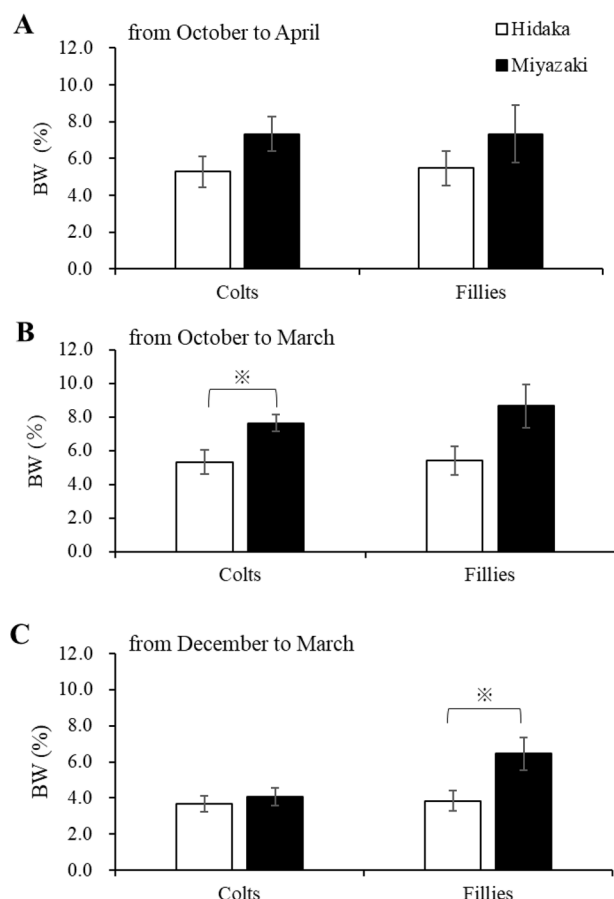 A
from October to April
Hidaka
Miyazaki
12.0
10.0
8.0
6.0
4.0
2.0
0.0
BW (%)
Colts
Fillies
B
from October to March
12.0
10.0
8.0
6.0
4.0
2.0
0.0
BW (%)
※
Colts
Fillies
C
from December to March
12.0
10.0
8.0
6.0
4.0
2.0
0.0
BW (%)
※
Colts
Fillies